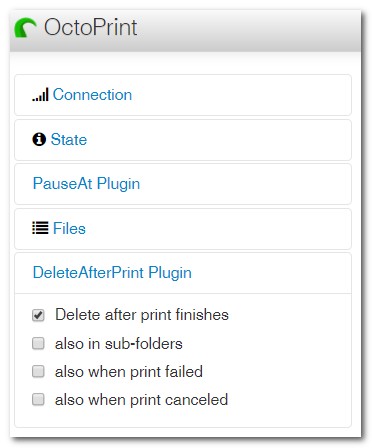 OctoPrint
Connection
State
PauseAt Plugin
Files
DeleteAfterPrint Plugin
Delete after print finishes
also in sub-folders
also when print failed
also when print canceled